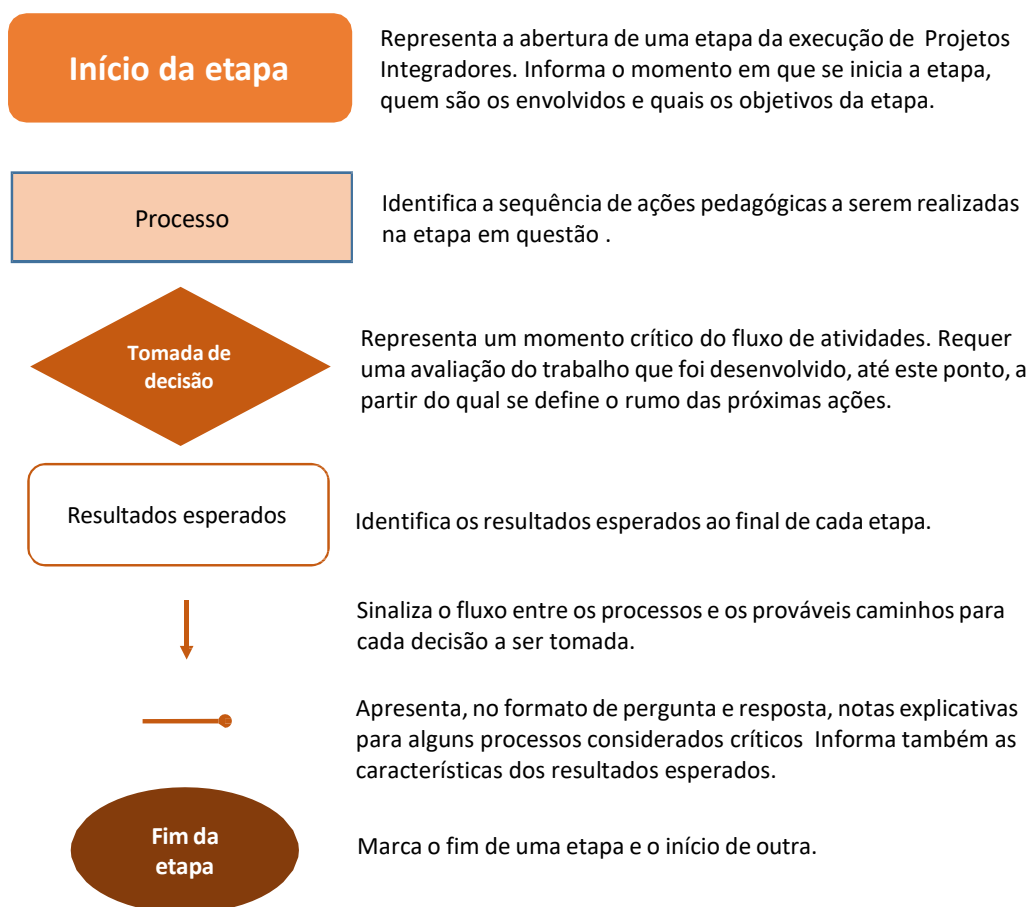 Início da etapa
Representa a abertura de uma etapa da execução de Projetos
Integradores. Informa o momento em que se inicia a etapa,
quem são os envolvidos e quais os objetivos da etapa.
Processo
Identifica a sequência de ações pedagógicas a serem realizadas
na etapa em questão .
Tomada de
decisão
Representa um momento crítico do fluxo de atividades. Requer
uma avaliação do trabalho que foi desenvolvido, até este ponto, a
partir do qual se define o rumo das próximas ações.
Resultados esperados
Identifica os resultados esperados ao final de cada etapa.
Sinaliza o fluxo entre os processos e os prováveis caminhos para
cada decisão a ser tomada.
Apresenta, no formato de pergunta e resposta, notas explicativas
para alguns processos considerados críticos Informa também as
características dos resultados esperados.
Fim da
etapa
Marca o fim de uma etapa e o início de outra.